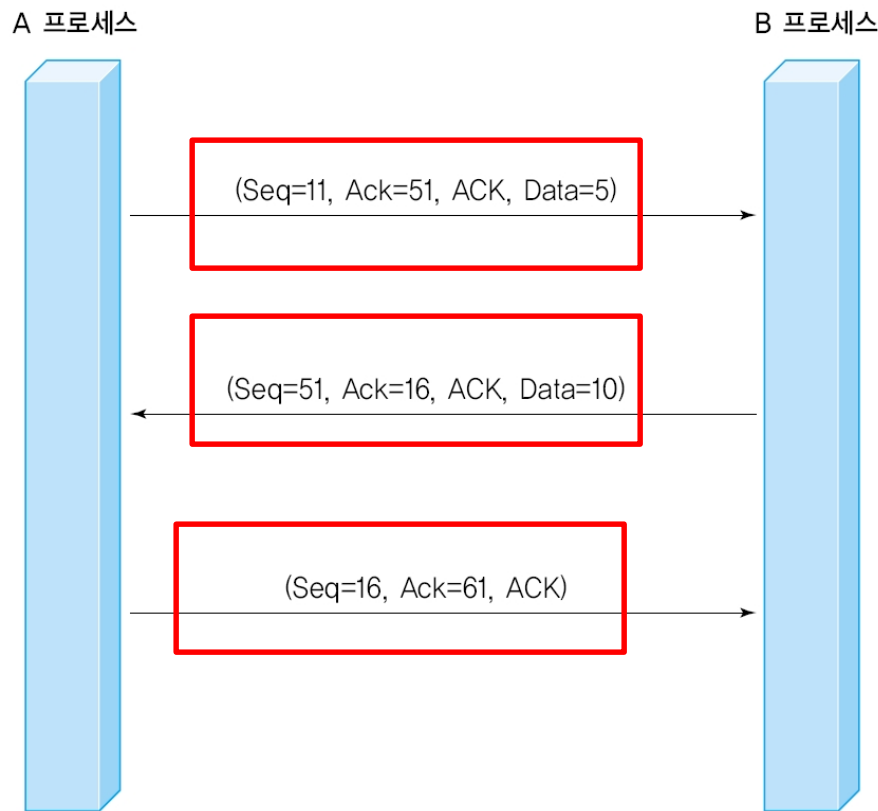 A 프로세스
B 프로세스
(Seq=11, Ack=51, ACK, Data=5)
(Seq=51, Ack=16, ACK, Data=10)
(Seq=16, Ack=61, ACK)